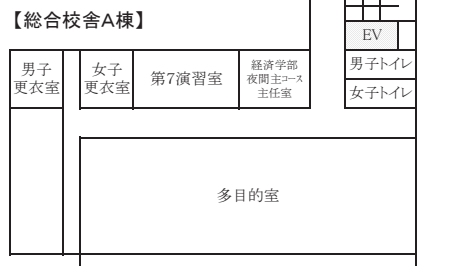 【総合校舎A棟】
EV
男子
更衣室
女子
更衣室
第7演習室
経済学部
夜間主コース
主任室
男子トイレ
女子トイレ
多目的室